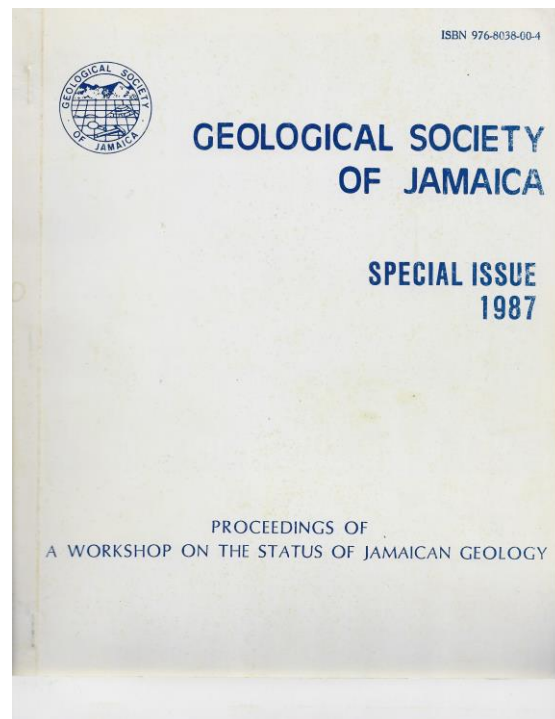 ISBN 976-8038-00-4
GEOLOGICAL SOCIETY
OF JAMAICA
GEOLOGICAL SOCIETY
OF JAMAICA
SPECIAL ISSUE
1987
PROCEEDINGS OF
A WORKSHOP ON THE STATUS OF JAMAICAN GEOLOGY